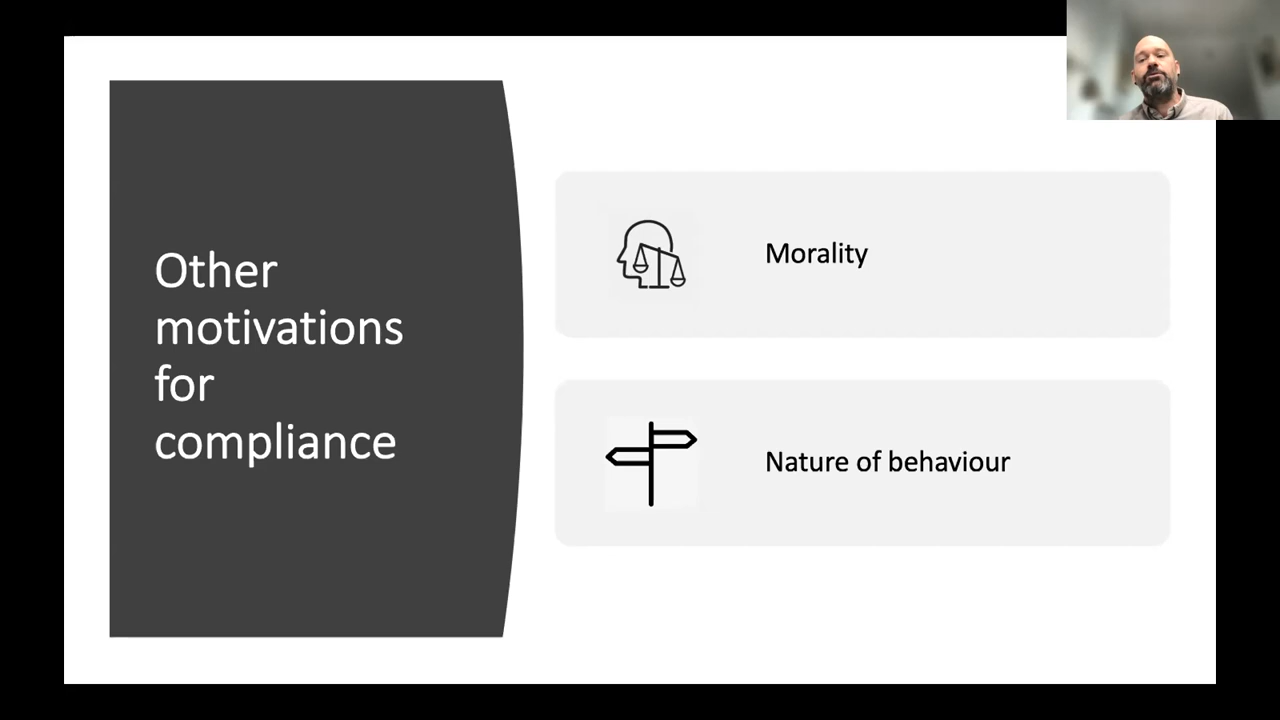 Other
motivations
for
compliance
Morality
Nature of behaviour